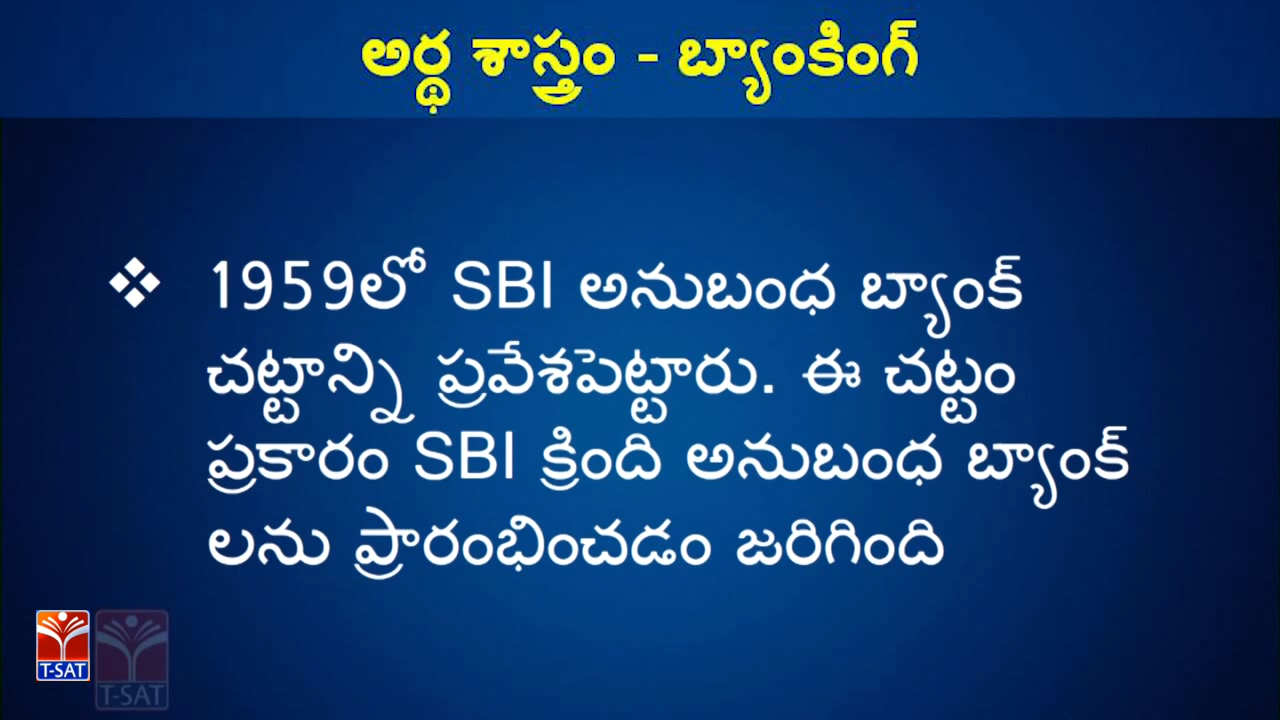 అర్థ శాస్త్రం - బ్యాంకింగ్
❖ 1959లో SBI అనుబంధ బ్యాంక్
చట్టాన్ని ప్రవేశపెట్టారు. ఈ చట్టం
ప్రకారం SBI క్రింది అనుబంధ బ్యాంక్
లను ప్రారంభించడం జరిగింది
T-SAT
T-SAT